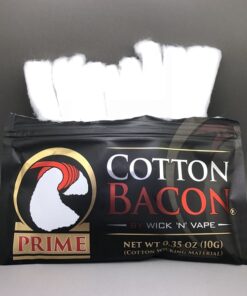 COTTON
BACON®
BY WICK 'N' VAPE
PRIME
NET WT 0.35 OZ (10G)
(COTTON WICKING MATERIAL)